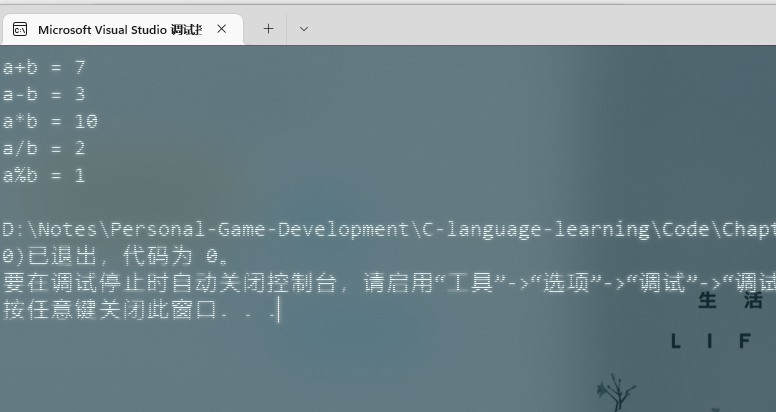 Microsoft Visual Studio 调试
a+b = 7
a-b = 3
a*b = 10
a/b = 2
a%b = 1
D:\Notes\Personal-Game-Development\C-language-learning\Code\Chapt
0)已退出，代码为 0。
要在调试停止时自动关闭控制台，请启用“工具”->“选项”->“调试”->“调试
按任意键关闭此窗口. . .
生 活
L I F